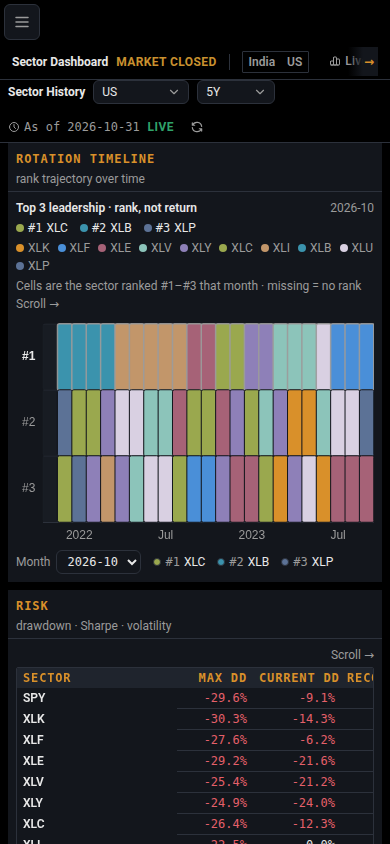 Sector Dashboard MARKET CLOSED India US Liv →
Sector History US 5Y
As of 2026-10-31 LIVE
ROTATION TIMELINE
rank trajectory over time
Top 3 leadership · rank, not return 2026-10
#1 XLC #2 XLB #3 XLP
XLK XLF XLE XLV XLY XLC XLI XLB XLU
XLP
Cells are the sector ranked #1–#3 that month · missing = no rank
Scroll →
#1
#2
#3
2022 Jul 2023 Jul
Month 2026-10 #1 XLC #2 XLB #3 XLP
RISK
drawdown · Sharpe · volatility
Scroll →
SECTOR MAX DD CURRENT DD RECO
SPY -29.6% -9.1%
XLK -30.3% -14.3%
XLF -27.6% -6.2%
XLE -29.2% -21.6%
XLV -25.4% -21.2%
XLY -24.9% -24.0%
XLC -26.4% -12.3%